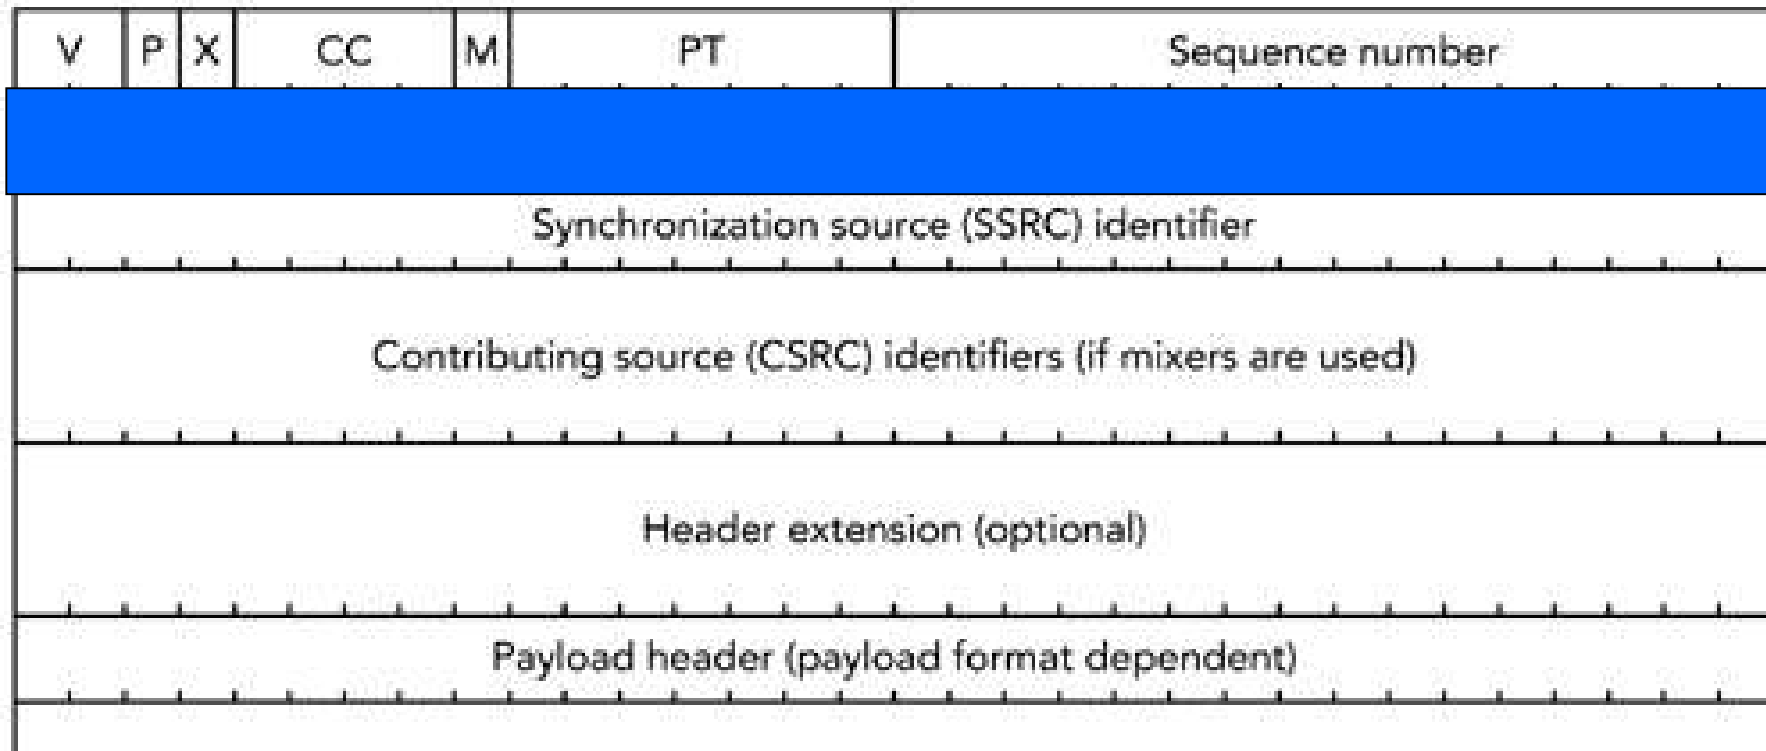 V P X CC M PT Sequence number
Synchronization source (SSRC) identifier
Contributing source (CSRC) identifiers (if mixers are used)
Header extension (optional)
Payload header (payload format dependent)